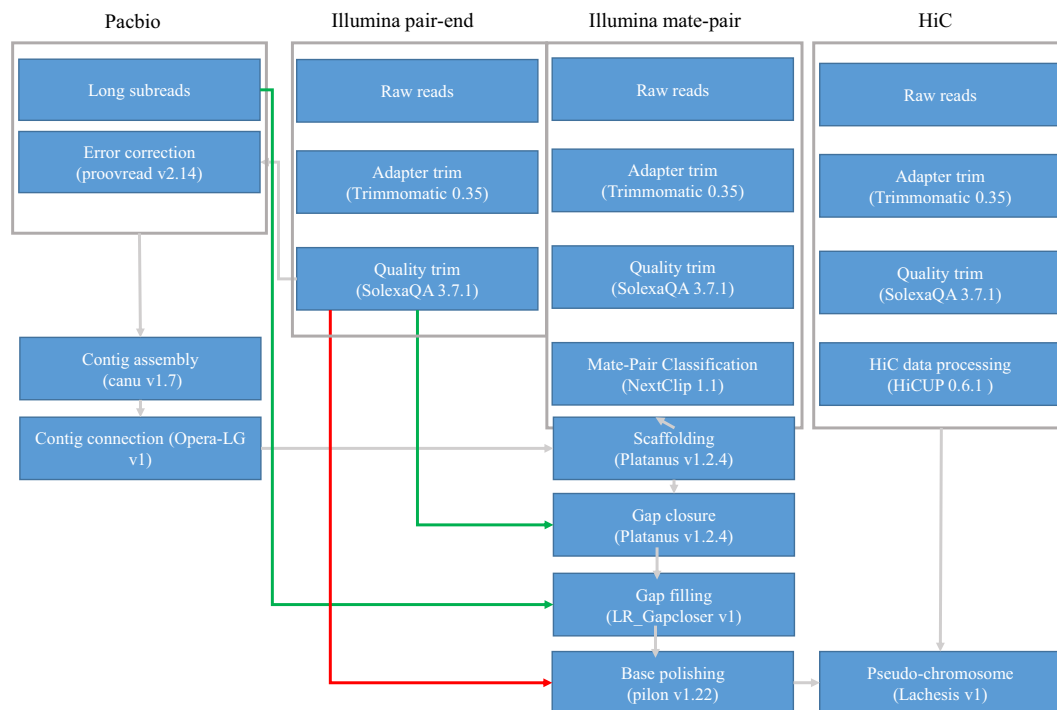 Pacbio
Long subreads
Error correction
(proovread v2.14)
Contig assembly
(canu v1.7)
Contig connection (Opera-LG
v1)
Illumina pair-end
Raw reads
Adapter trim
(Trimmomatic 0.35)
Quality trim
(SolexaQA 3.7.1)
Illumina mate-pair
Raw reads
Adapter trim
(Trimmomatic 0.35)
Quality trim
(SolexaQA 3.7.1)
Mate-Pair Classification
(NextClip 1.1)
Scaffolding
(Platanus v1.2.4)
Gap closure
(Platanus v1.2.4)
Gap filling
(LR_Gapcloser v1)
Base polishing
(pilon v1.22)
HiC
Raw reads
Adapter trim
(Trimmomatic 0.35)
Quality trim
(SolexaQA 3.7.1)
HiC data processing
(HiCUP 0.6.1 )
Pseudo-chromosome
(Lachesis v1)